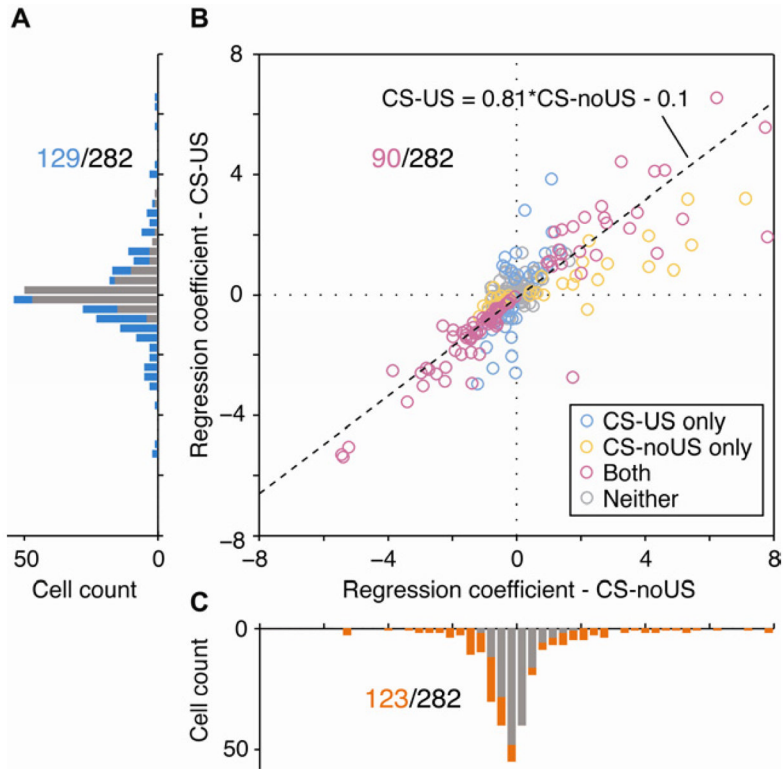 A
B
129/282
50
0
Cell count
Regression coefficient - CS-US
8
4
0
−4
−8
CS-US = 0.81*CS-noUS - 0.1
90/282
CS-US only
CS-noUS only
Both
Neither
−8
−4
0
4
8
Regression coefficient - CS-noUS
C
0
50
Cell count
123/282